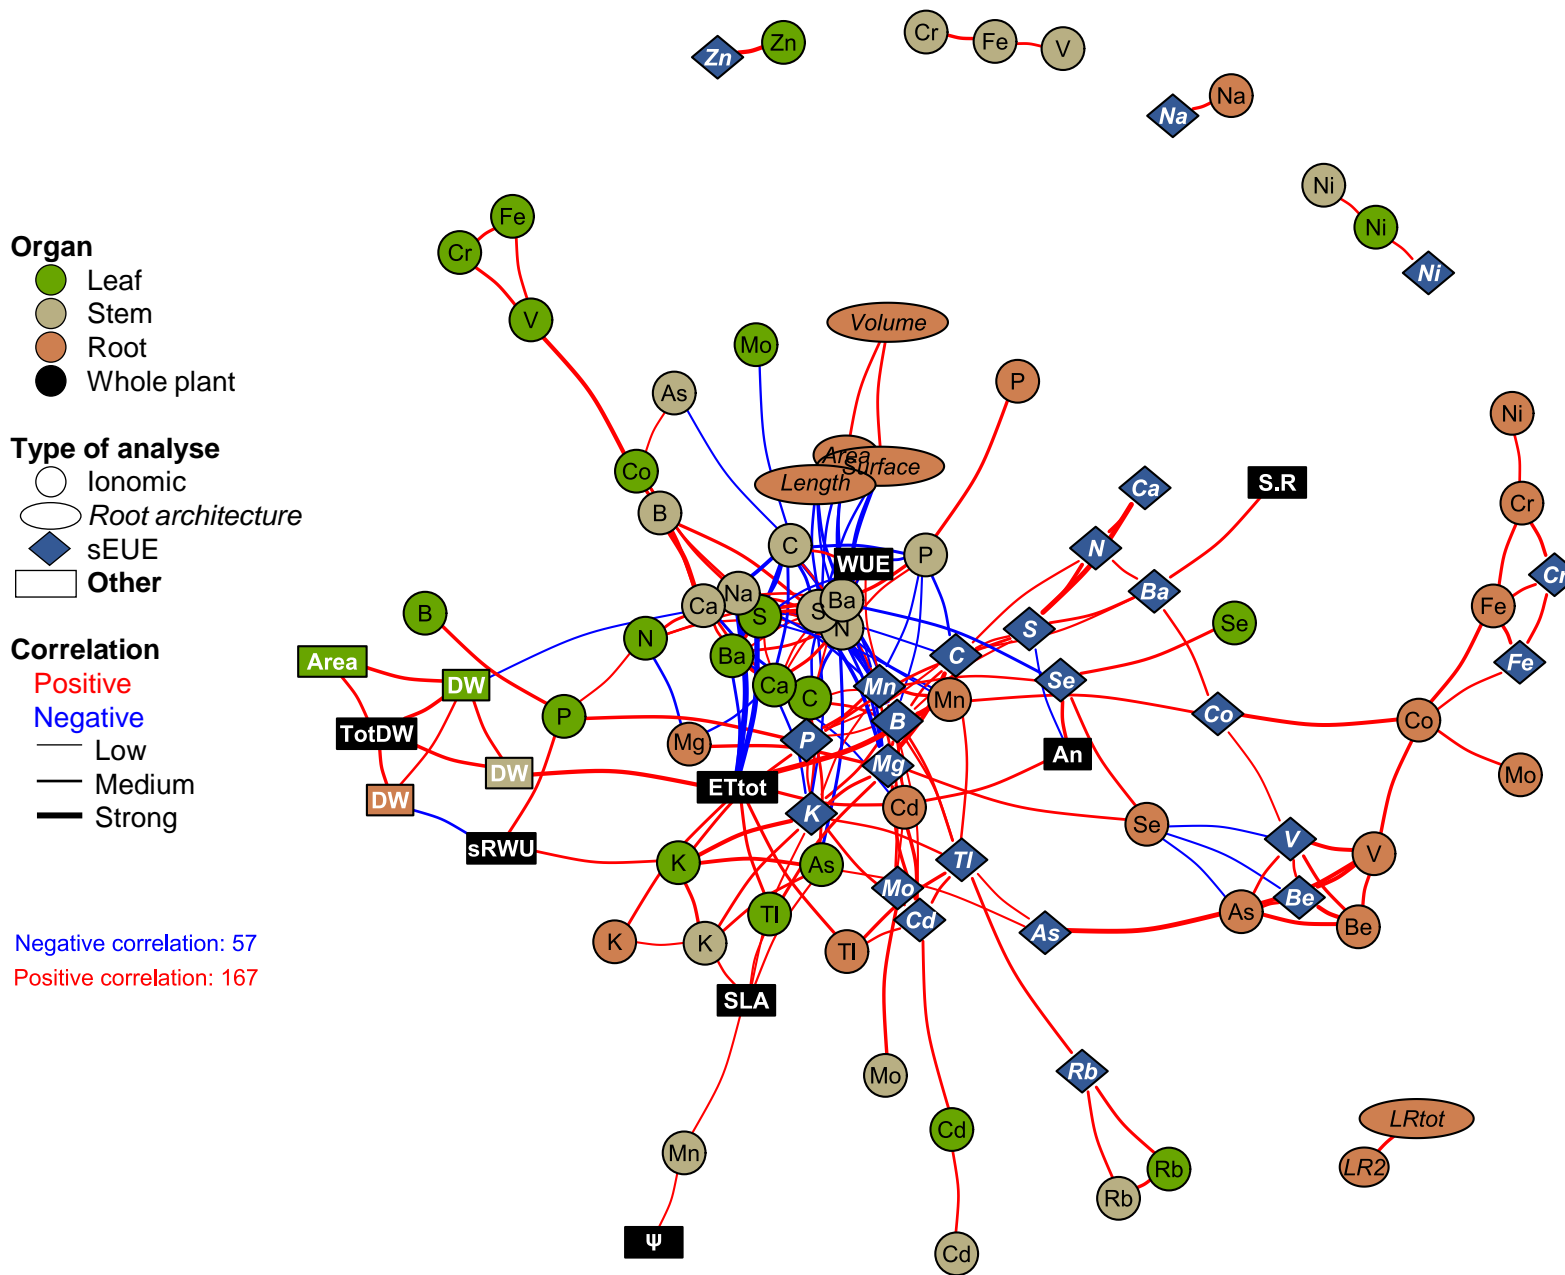 Zn
Zn
Cr
Fe
V
Na
Na
Ni
Ni
Ni
Organ
Leaf
Stem
Root
Whole plant
Type of analyse
Ionomic
Root architecture
sEUE
Other
Correlation
Positive
Negative
Low
Medium
Strong
Negative correlation: 57
Positive correlation: 167
Fe
Cr
V
Mo
Volume
As
P
Area
Surface
Length
Co
B
Ni
Cr
Cr
Fe
Fe
Ca
S.R
N
Ba
C
WUE
P
Na
Ca
S
S
Ba
N
B
N
Ba
Ca
C
S
C
Se
Se
Mn
Mn
B
Co
Co
Mo
Area
DW
TotDW
DW
DW
P
Mg
P
Mg
An
ETtot
K
Cd
sRWU
K
As
Tl
Se
V
V
Be
As
Be
Mo
Cd
As
Tl
K
K
Tl
SLA
Mo
Rb
Cd
Mn
Rb
Rb
LRtot
LR2
Ψ
Cd